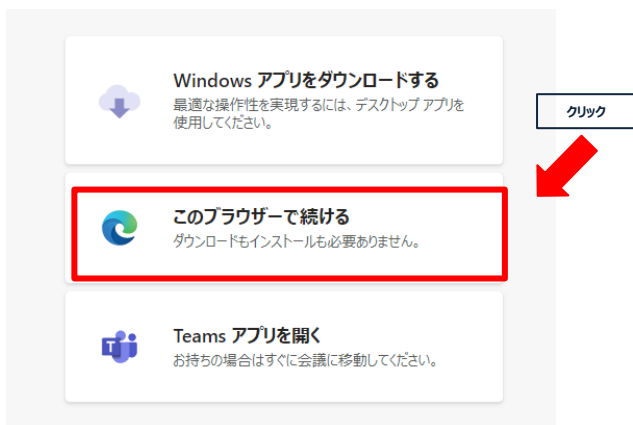 Windows アプリをダウンロードする
最適な操作性を実現するには、デスクトップ アプリを
使用してください。
クリック
このブラウザーで続ける
ダウンロードもインストールも必要ありません。
Teams アプリを開く
お持ちの場合はすぐに会議に移動してください。